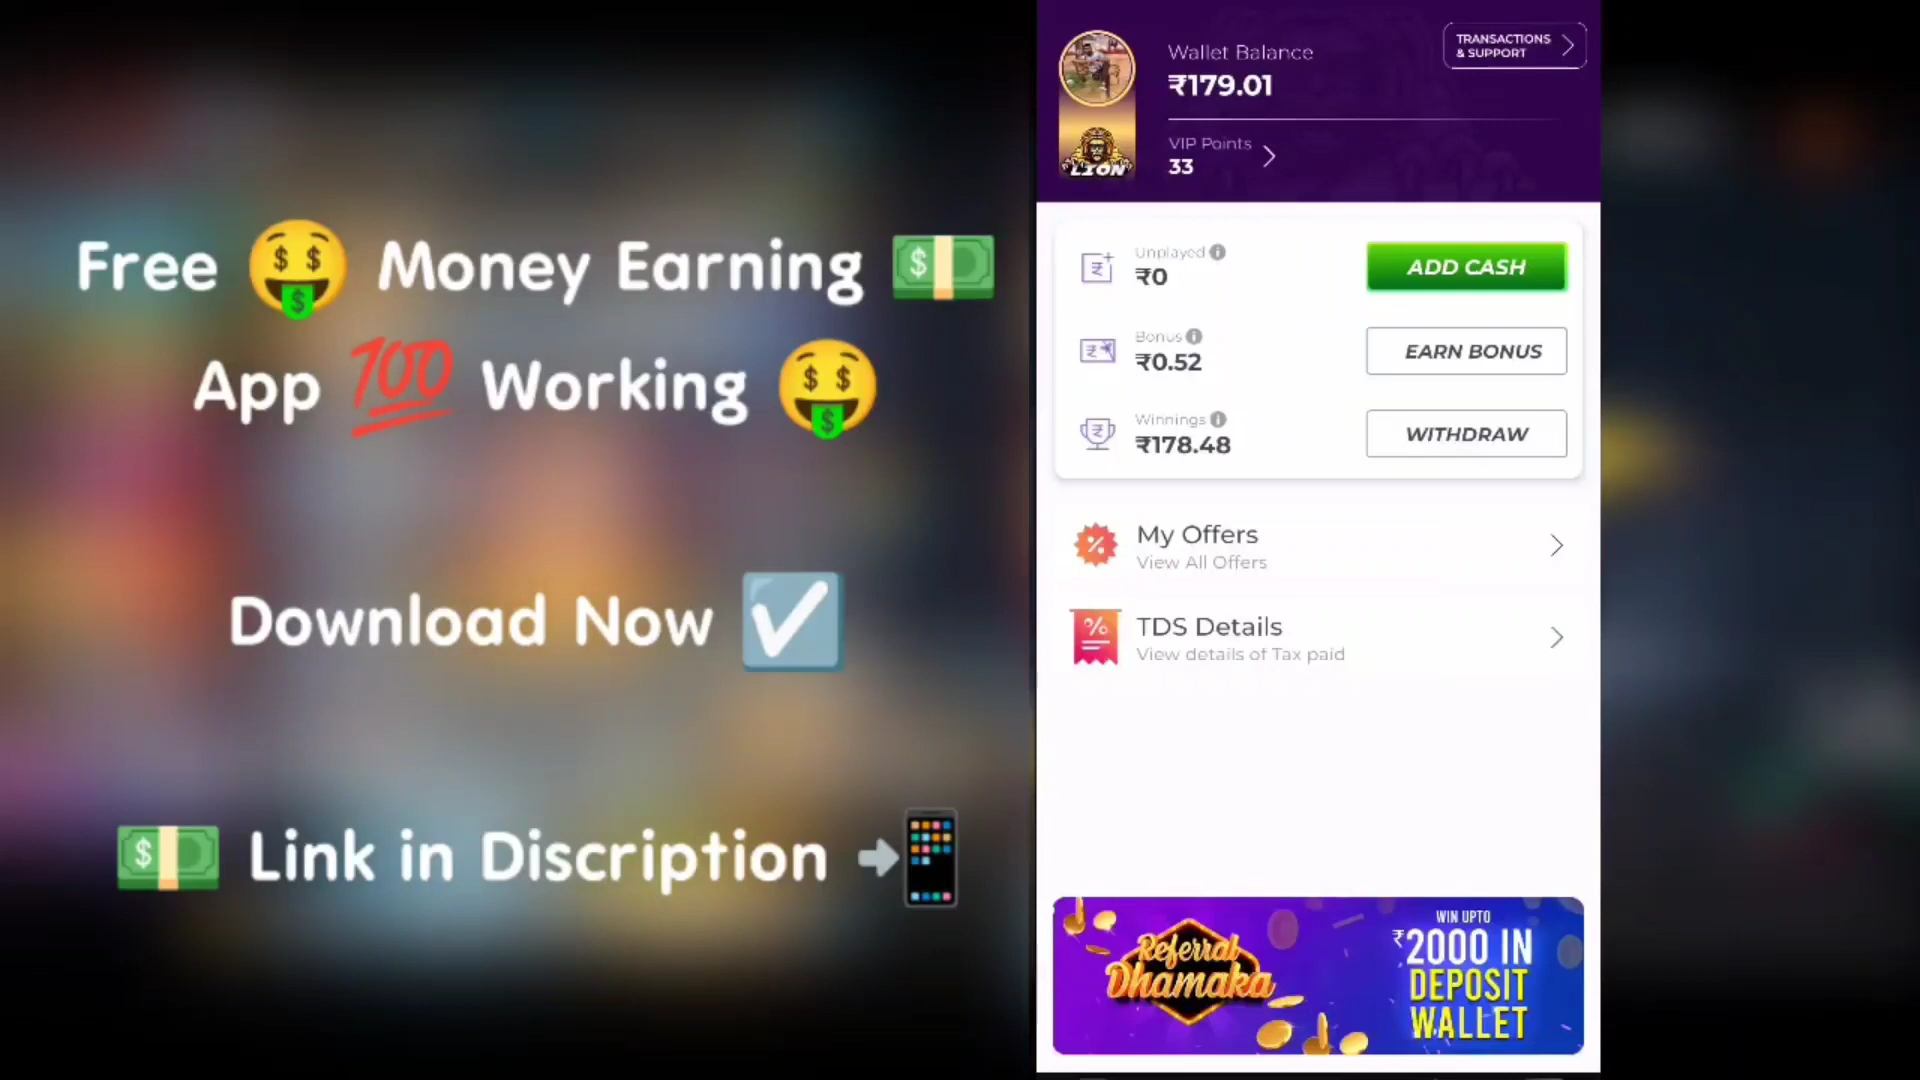 Free 🤑 Money Earning 💵
App 💯 Working 🤑
Download Now ☑️
💵 Link in Discription 📲
Wallet Balance
₹179.01
TRANSACTIONS
& SUPPORT
VIP Points
33
LION
Unplayed
₹0
ADD CASH
Bonus
₹0.52
EARN BONUS
Winnings
₹178.48
WITHDRAW
My Offers
View All Offers
TDS Details
View details of Tax paid
Referral
Dhamaka
WIN UPTO
₹2000 IN
DEPOSIT
WALLET